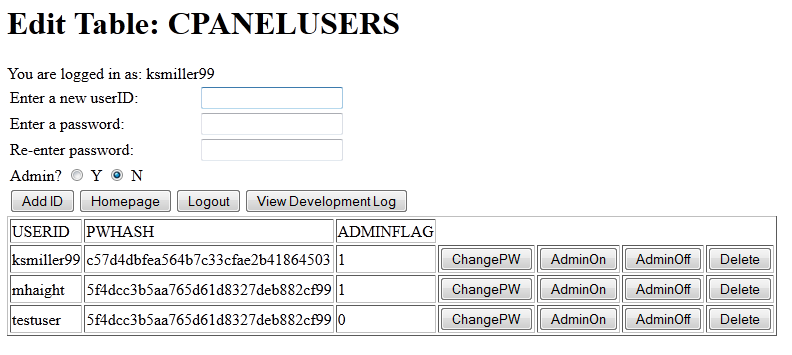 Edit Table: CPANELUSERS
You are logged in as: ksmiller99
Enter a new userID:
Enter a password:
Re-enter password:
Admin? Y N
Add ID Homepage Logout View Development Log
USERID PWHASH ADMINFLAG
ksmiller99 c57d4dbfea564b7c33cfae2b41864503 1 ChangePW AdminOn AdminOff Delete
mhaight 5f4dcc3b5aa765d61d8327deb882cf99 1 ChangePW AdminOn AdminOff Delete
testuser 5f4dcc3b5aa765d61d8327deb882cf99 0 ChangePW AdminOn AdminOff Delete